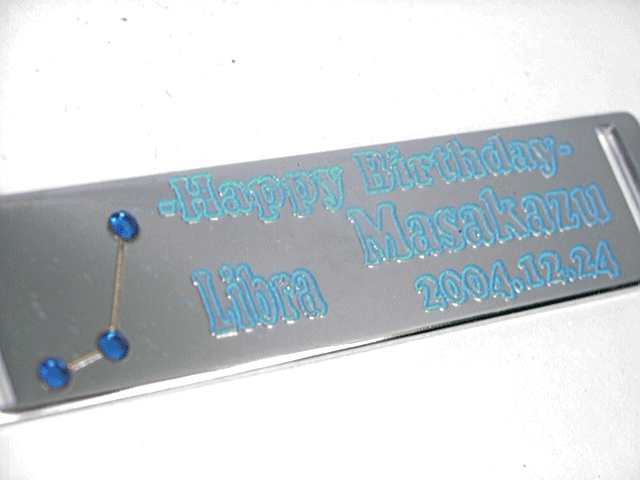 -Happy Birthday-
Masakazu
Libra
2004.12.24